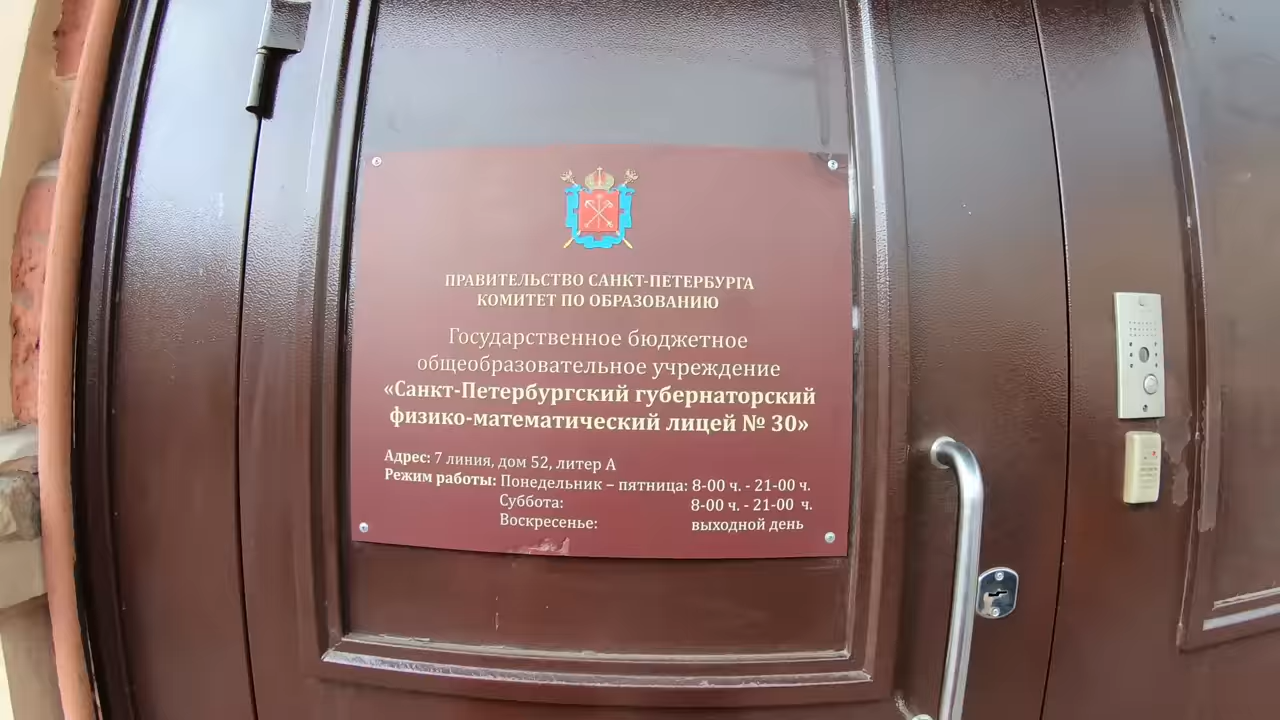 ПРАВИТЕЛЬСТВО САНКТ-ПЕТЕРБУРГА
КОМИТЕТ ПО ОБРАЗОВАНИЮ
Государственное бюджетное
общеобразовательное учреждение
«Санкт-Петербургский губернаторский
физико-математический лицей № 30»
Адрес: 7 линия, дом 52, литер А
Режим работы: Понедельник – пятница: 8-00 ч. - 21-00 ч.
Суббота: 8-00 ч. - 21-00 ч.
Воскресенье: выходной день